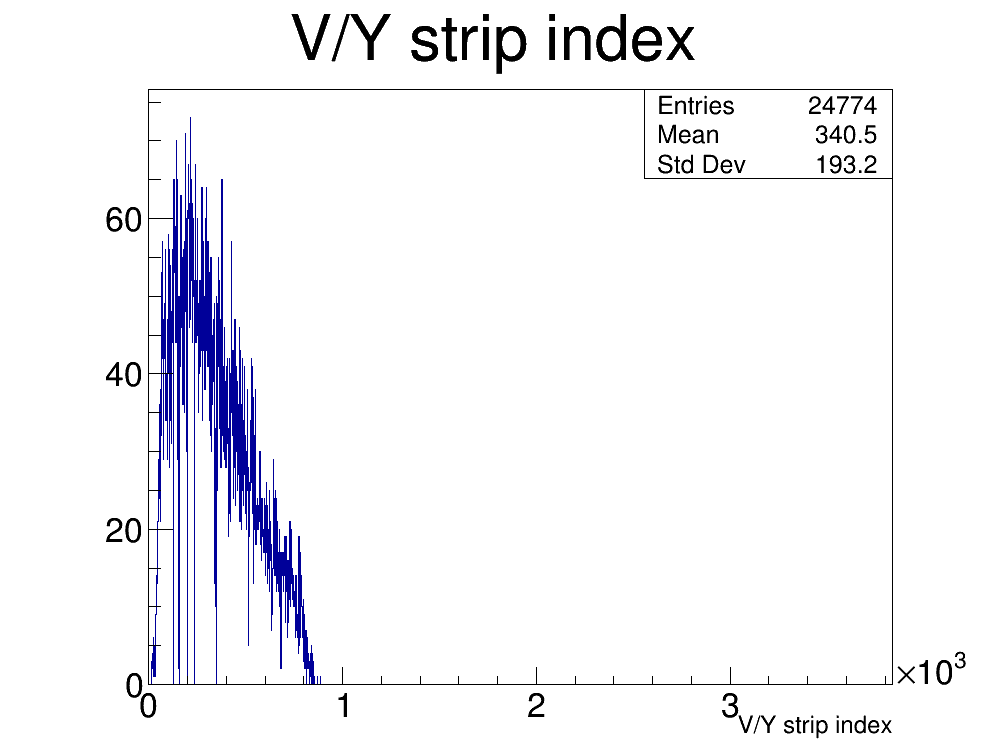 V/Y strip index
Entries 24774
Mean 340.5
Std Dev 193.2
60
40
20
0
0 1 2 3
×10³
V/Y strip index